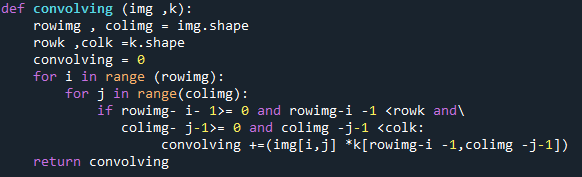 def convolving (img ,k):
    rowimg , colimg = img.shape
    rowk ,colk =k.shape
    convolving = 0
    for i in range (rowimg):
        for j in range(colimg):
            if rowimg- i- 1>= 0 and rowimg-i -1 <rowk and\
               colimg- j-1>= 0 and colimg -j-1 <colk:
                    convolving +=(img[i,j] *k[rowimg-i -1,colimg -j-1])
    return convolving